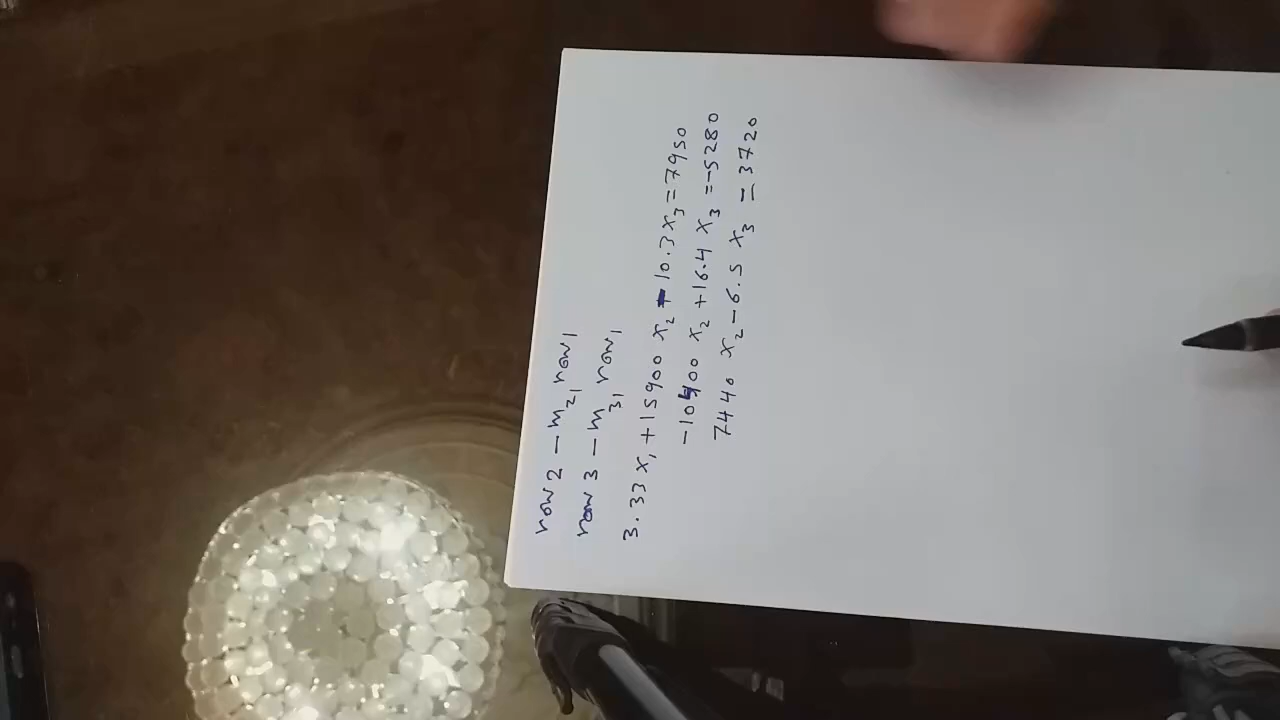 row 2 - m21 row 1
row 3 - m31 row 1
3.33 x1 + 15900 x2 - 10.3 x3 = 7950
-10400 x2 + 16.4 x3 = -5280
7440 x2 - 6.5 x3 - 3720